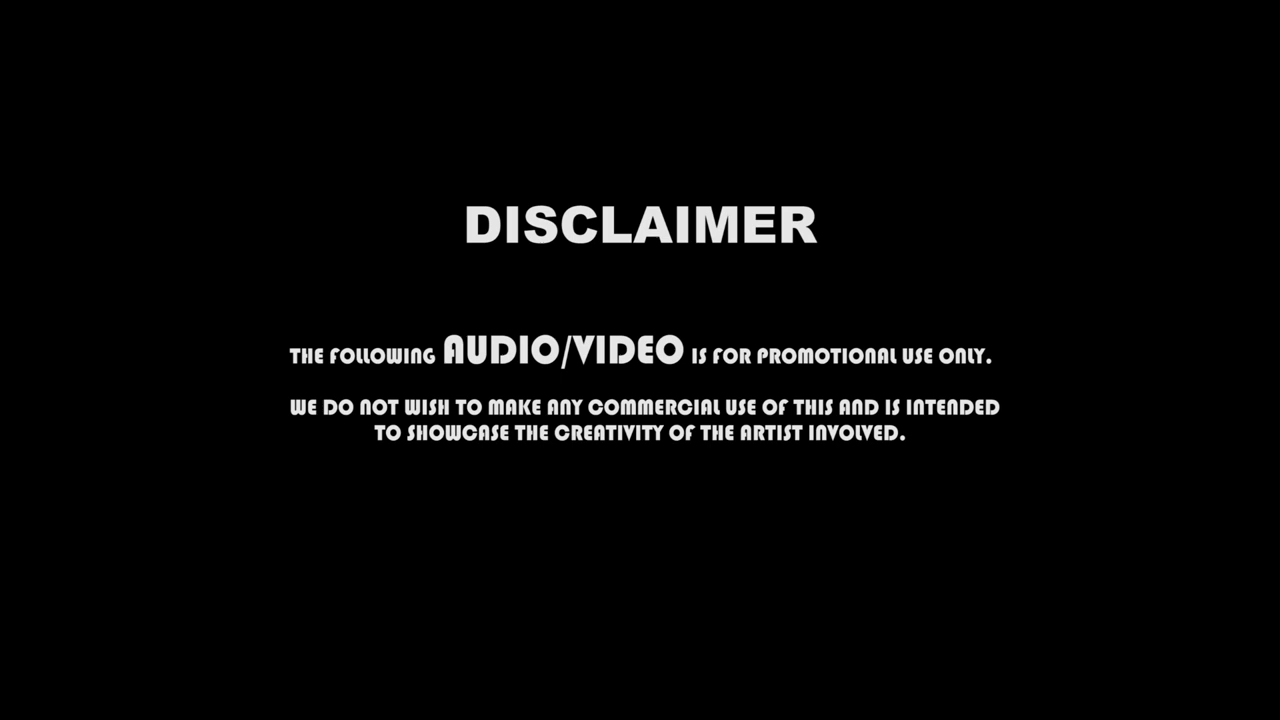 DISCLAIMER
THE FOLLOWING AUDIO/VIDEO IS FOR PROMOTIONAL USE ONLY.
WE DO NOT WISH TO MAKE ANY COMMERCIAL USE OF THIS AND IS INTENDED
TO SHOWCASE THE CREATIVITY OF THE ARTIST INVOLVED.